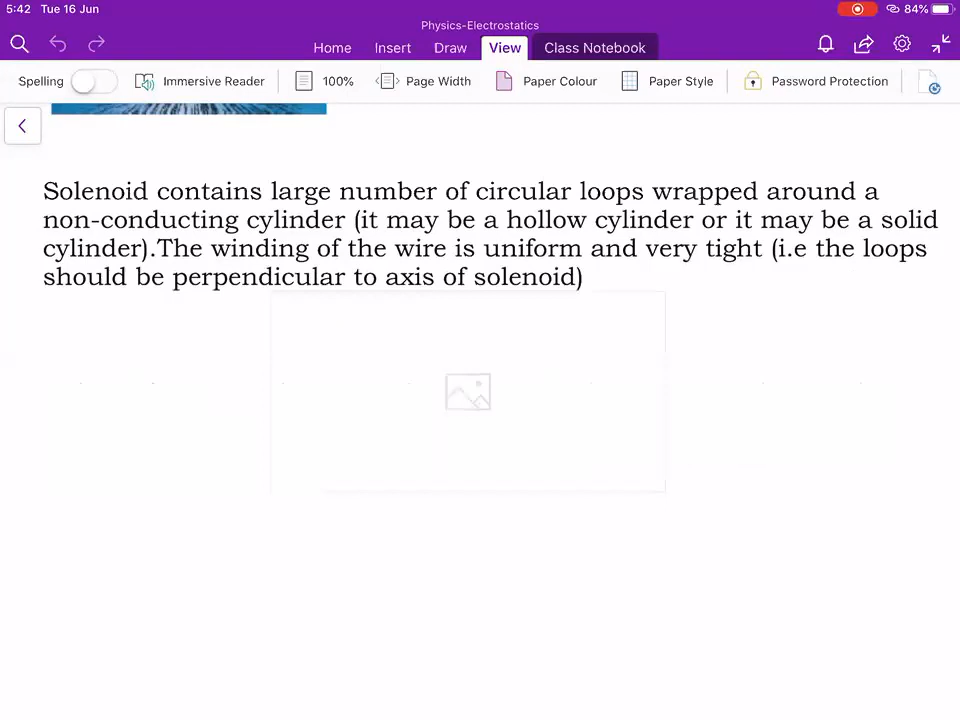 5:42 Tue 16 Jun 84%
Physics-Electrostatics
Home Insert Draw View Class Notebook
Spelling Immersive Reader 100% Page Width Paper Colour Paper Style Password Protection
Solenoid contains large number of circular loops wrapped around a
non-conducting cylinder (it may be a hollow cylinder or it may be a solid
cylinder).The winding of the wire is uniform and very tight (i.e the loops
should be perpendicular to axis of solenoid)